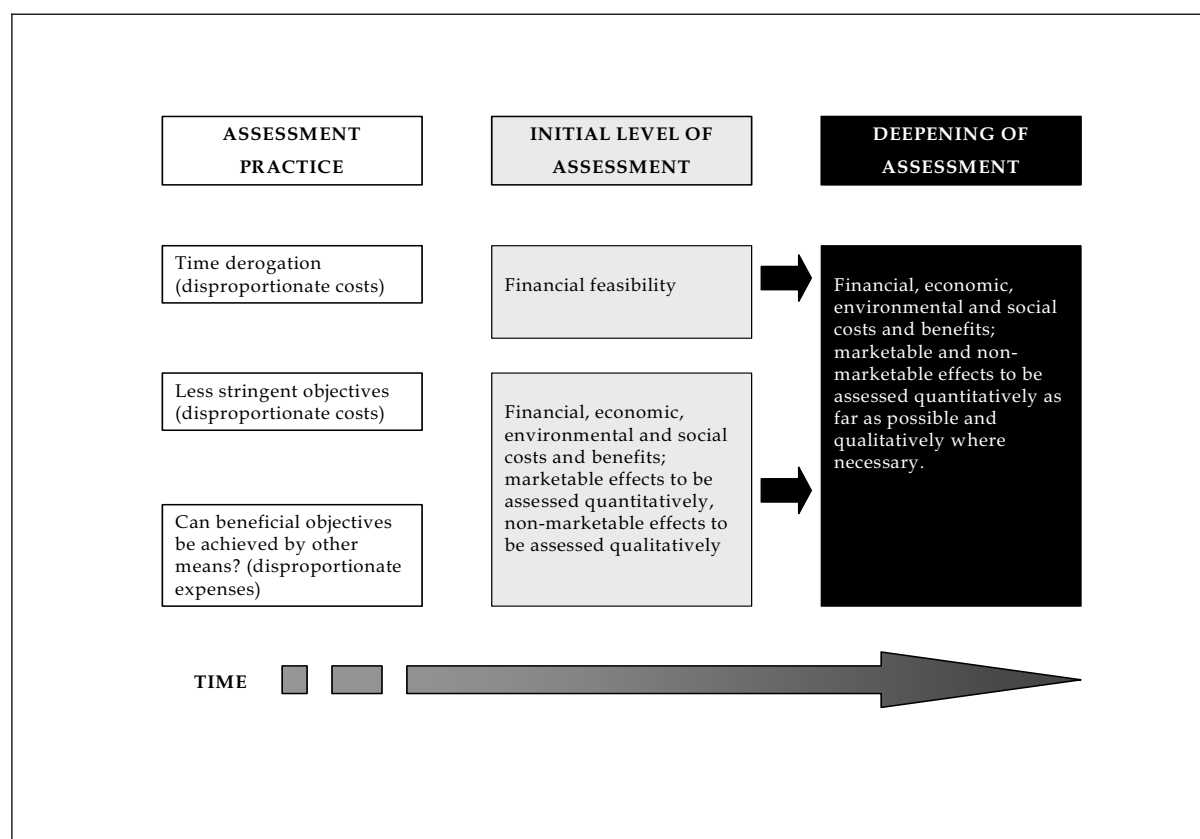 ASSESSMENT
PRACTICE
INITIAL LEVEL OF
ASSESSMENT
DEEPENING OF
ASSESSMENT
Time derogation
(disproportionate costs)
Financial feasibility
Financial, economic,
environmental and social
costs and benefits;
marketable and non-
marketable effects to be
assessed quantitatively as
far as possible and
qualitatively where
necessary.
Less stringent objectives
(disproportionate costs)
Financial, economic,
environmental and social
costs and benefits;
marketable effects to be
assessed quantitatively,
non-marketable effects to
be assessed qualitatively
Can beneficial objectives
be achieved by other
means? (disproportionate
expenses)
TIME